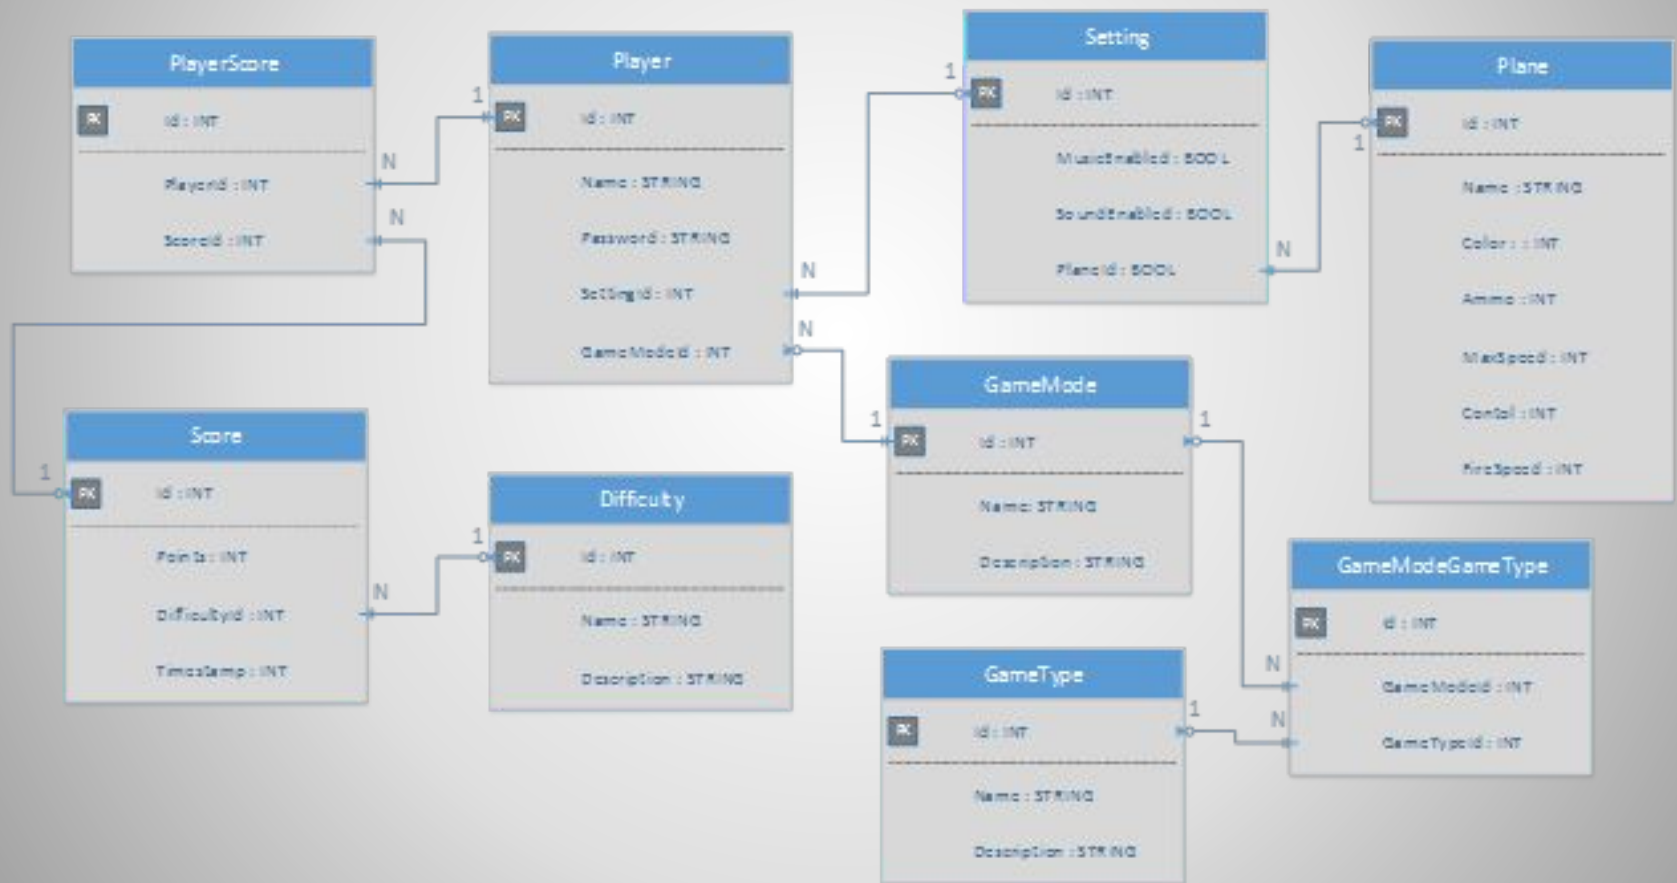 PlayerScore
PK Id : INT
PlayerId : INT
ScoreId : INT
N
N
Player
1
PK Id : INT
Name : STRING
Password : STRING
SettingId : INT
GameModeId : INT
N
N
Setting
1
PK Id : INT
MusicEnabled : BOOL
SoundEnabled : BOOL
PlaneId : BOOL
N
Plane
1
PK Id : INT
Name : STRING
Color : : INT
Ammo : INT
MaxSpeed : INT
Contol : INT
FireSpeed : INT
Score
1
PK Id : INT
Points : INT
DifficultyId : INT
TimeStamp : INT
N
Difficulty
1
PK Id : INT
Name : STRING
Description : STRING
GameMode
1
1
PK Id : INT
Name: STRING
Description : STRING
GameType
1
PK Id : INT
Name : STRING
Description : STRING
GameModeGameType
PK Id : INT
N
GameModeId : INT
N
GameTypeId : INT